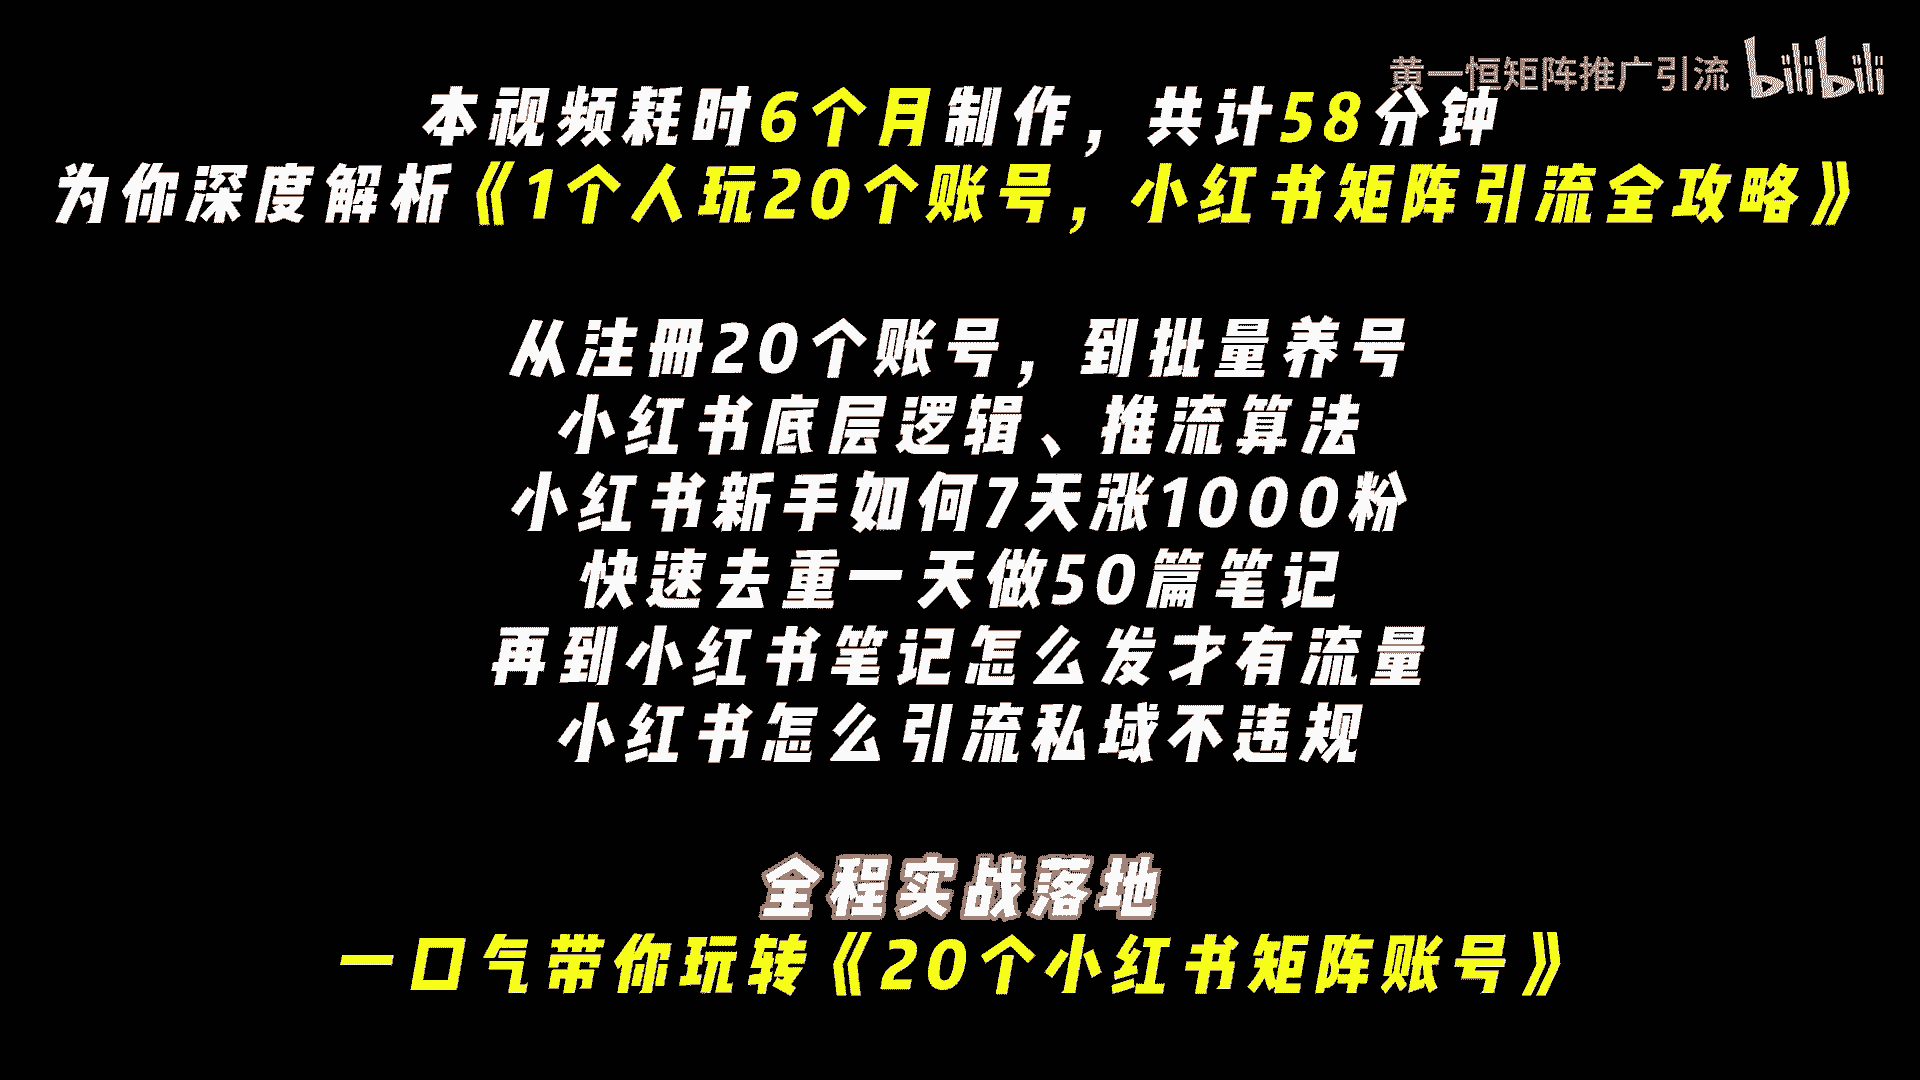 黄一恒矩阵推广引流 bilibili
本视频耗时6个月制作，共计58分钟
为你深度解析《1个人玩20个账号，小红书矩阵引流全攻略》
从注册20个账号，到批量养号
小红书底层逻辑、推流算法
小红书新手如何7天涨1000粉
快速去重一天做50篇笔记
再到小红书笔记怎么发才有流量
小红书怎么引流私域不违规
全程实战落地
一口气带你玩转《20个小红书矩阵账号》